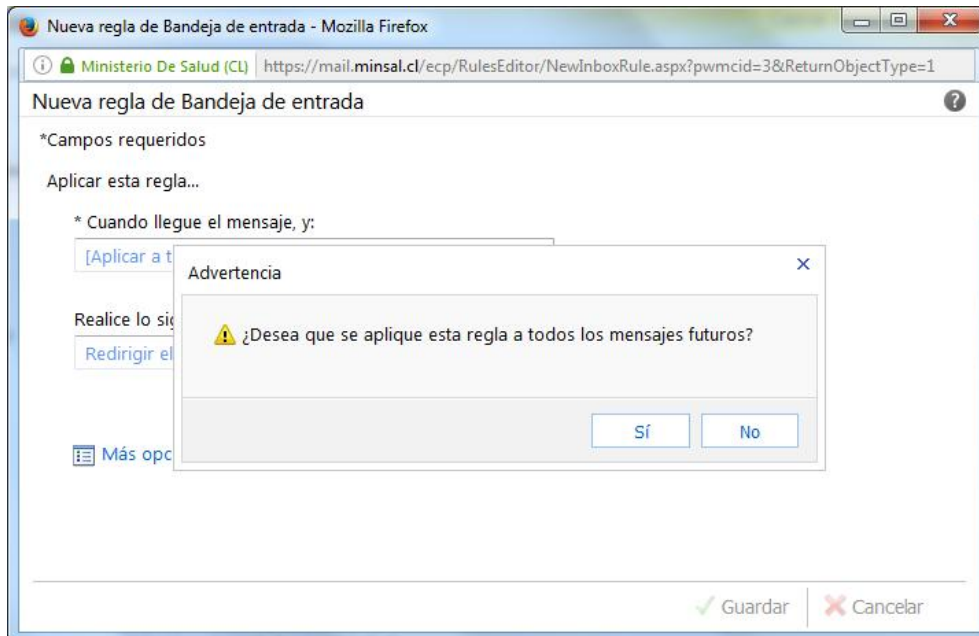 Nueva regla de Bandeja de entrada - Mozilla Firefox
Ministerio De Salud (CL) https://mail.minsal.cl/ecp/RulesEditor/NewInboxRule.aspx?pwmcid=3&ReturnObjectType=1
Nueva regla de Bandeja de entrada
*Campos requeridos
Aplicar esta regla...
* Cuando llegue el mensaje, y:
[Aplicar a t
Advertencia
Realice lo sig
¿Desea que se aplique esta regla a todos los mensajes futuros?
Redirigir el
Sí No
Más opc
Guardar Cancelar